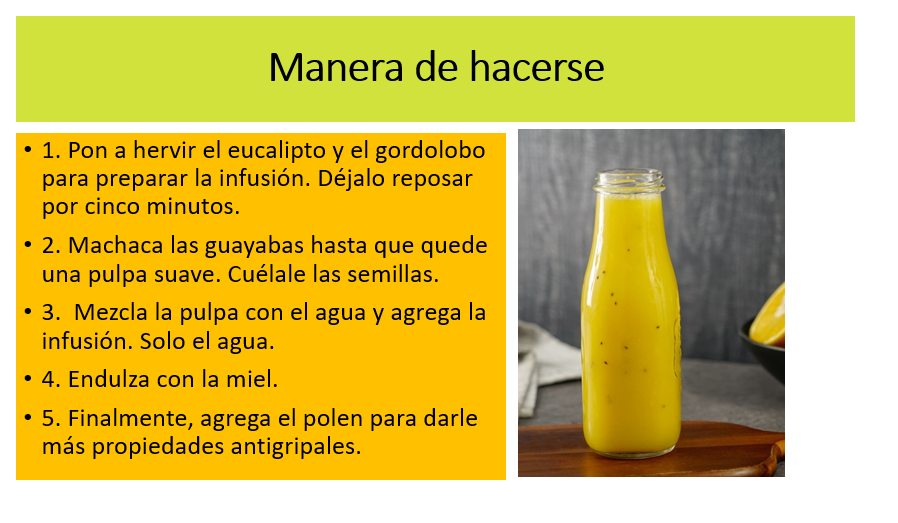 Manera de hacerse
• 1. Pon a hervir el eucalipto y el gordolobo
para preparar la infusión. Déjalo reposar
por cinco minutos.
• 2. Machaca las guayabas hasta que quede
una pulpa suave. Cuélale las semillas.
• 3.  Mezcla la pulpa con el agua y agrega la
infusión. Solo el agua.
• 4. Endulza con la miel.
• 5. Finalmente, agrega el polen para darle
más propiedades antigripales.